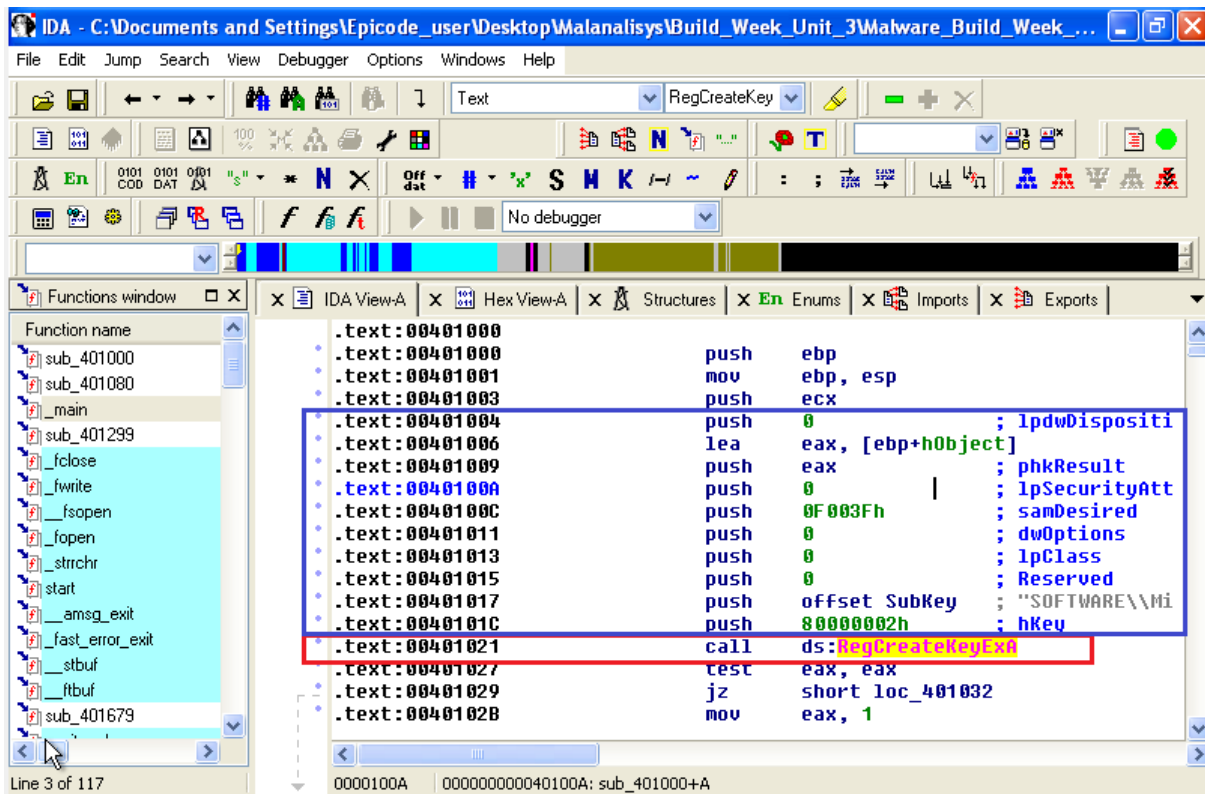 IDA - C:\Documents and Settings\Epicode_user\Desktop\Malanalisys\Build_Week_Unit_3\Malware_Build_Week_...
File Edit Jump Search View Debugger Options Windows Help
Text RegCreateKey
En
Off dat # 'x' S M K
No debugger
Functions window
IDA View-A Hex View-A Structures En Enums Imports Exports
Function name
sub_401000
sub_401080
_main
sub_401299
_fclose
_fwrite
__fsopen
_fopen
_strrchr
start
__amsg_exit
_fast_error_exit
__stbuf
__ftbuf
sub_401679
.text:00401000
.text:00401000 push ebp
.text:00401001 mov ebp, esp
.text:00401003 push ecx
.text:00401004 push 0 ; lpdwDispositi
.text:00401006 lea eax, [ebp+hObject]
.text:00401009 push eax ; phkResult
.text:0040100A push 0 ; lpSecurityAtt
.text:0040100C push 0F003Fh ; samDesired
.text:00401011 push 0 ; dwOptions
.text:00401013 push 0 ; lpClass
.text:00401015 push 0 ; Reserved
.text:00401017 push offset SubKey ; "SOFTWARE\\Mi
.text:0040101C push 80000002h ; hKey
.text:00401021 call ds:RegCreateKeyExA
.text:00401027 test eax, eax
.text:00401029 jz short loc_401032
.text:0040102B mov eax, 1
Line 3 of 117
0000100A 000000000040100A: sub_401000+A